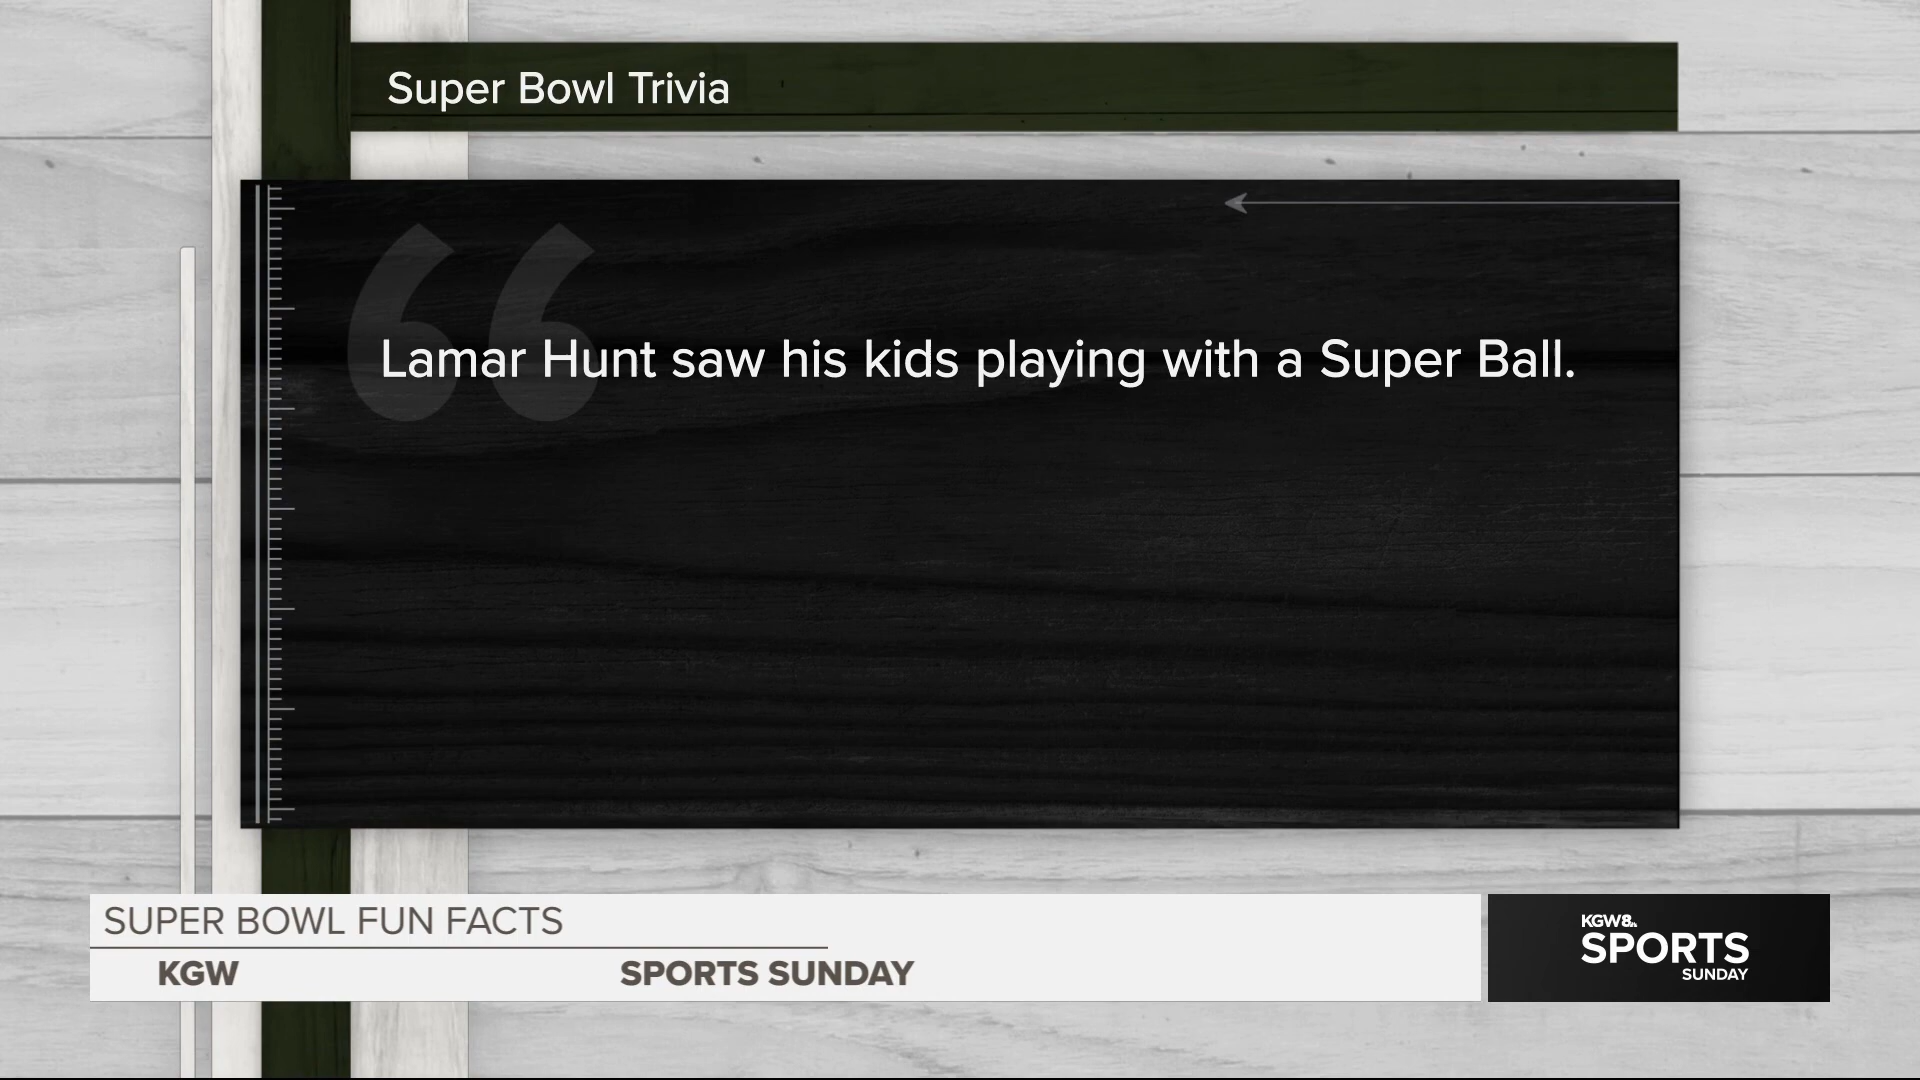 Super Bowl Trivia
“
Lamar Hunt saw his kids playing with a Super Ball.
SUPER BOWL FUN FACTS
KGW SPORTS SUNDAY
KGW8
SPORTS
SUNDAY